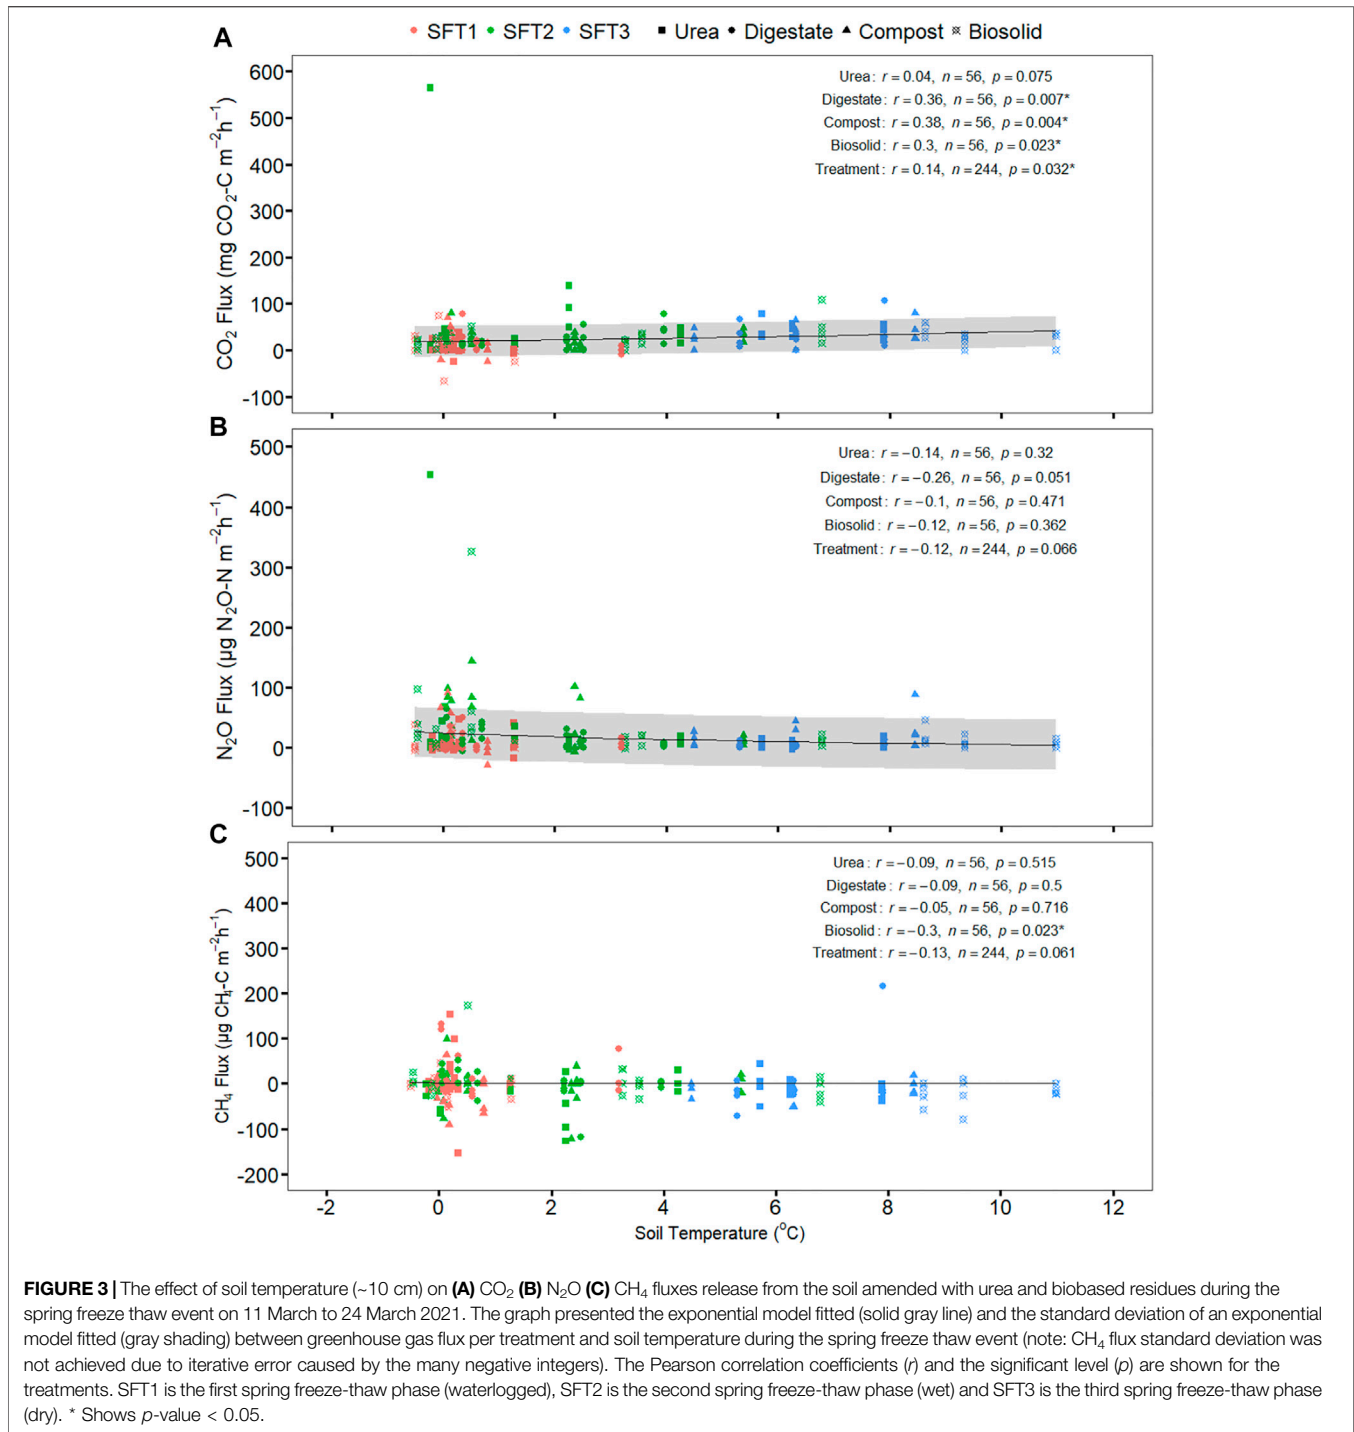 A
SFT1 SFT2 SFT3 Urea Digestate Compost Biosolid
600
500
400
300
200
100
0
-100
CO₂ Flux (mg CO₂-C m⁻²h⁻¹)
Urea: r = 0.04, n = 56, p = 0.075
Digestate: r = 0.36, n = 56, p = 0.007*
Compost: r = 0.38, n = 56, p = 0.004*
Biosolid: r = 0.3, n = 56, p = 0.023*
Treatment: r = 0.14, n = 244, p = 0.032*
B
500
400
300
200
100
0
-100
N₂O Flux (µg N₂O-N m⁻²h⁻¹)
Urea: r = −0.14, n = 56, p = 0.32
Digestate: r = −0.26, n = 56, p = 0.051
Compost: r = −0.1, n = 56, p = 0.471
Biosolid: r = −0.12, n = 56, p = 0.362
Treatment: r = −0.12, n = 244, p = 0.066
C
500
400
300
200
100
0
-100
-200
CH₄ Flux (µg CH₄-C m⁻²h⁻¹)
Urea: r = −0.09, n = 56, p = 0.515
Digestate: r = −0.09, n = 56, p = 0.5
Compost: r = −0.05, n = 56, p = 0.716
Biosolid: r = −0.3, n = 56, p = 0.023*
Treatment: r = −0.13, n = 244, p = 0.061
-2 0 2 4 6 8 10 12
Soil Temperature (°C)
FIGURE 3 | The effect of soil temperature (~10 cm) on (A) CO₂ (B) N₂O (C) CH₄ fluxes release from the soil amended with urea and biobased residues during the
spring freeze thaw event on 11 March to 24 March 2021. The graph presented the exponential model fitted (solid gray line) and the standard deviation of an exponential
model fitted (gray shading) between greenhouse gas flux per treatment and soil temperature during the spring freeze thaw event (note: CH₄ flux standard deviation was
not achieved due to iterative error caused by the many negative integers). The Pearson correlation coefficients (r) and the significant level (p) are shown for the
treatments. SFT1 is the first spring freeze-thaw phase (waterlogged), SFT2 is the second spring freeze-thaw phase (wet) and SFT3 is the third spring freeze-thaw phase
(dry). * Shows p-value < 0.05.